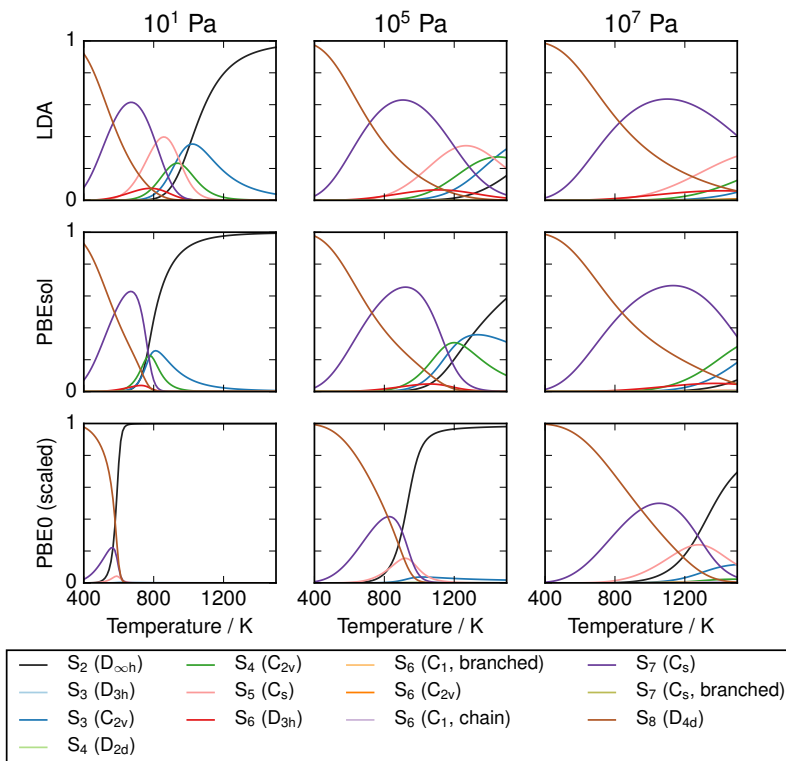 10¹ Pa 10⁵ Pa 10⁷ Pa
1
LDA
0
1
PBEsol
0
1
PBE0 (scaled)
0
400 800 1200 400 800 1200 400 800 1200
Temperature / K Temperature / K Temperature / K
S₂ (D∞h) S₄ (C₂ᵥ) S₆ (C₁, branched) S₇ (Cₛ)
S₃ (D₃ₕ) S₅ (Cₛ) S₆ (C₂ᵥ) S₇ (Cₛ, branched)
S₃ (C₂ᵥ) S₆ (D₃ₕ) S₆ (C₁, chain) S₈ (D₄d)
S₄ (D₂d)